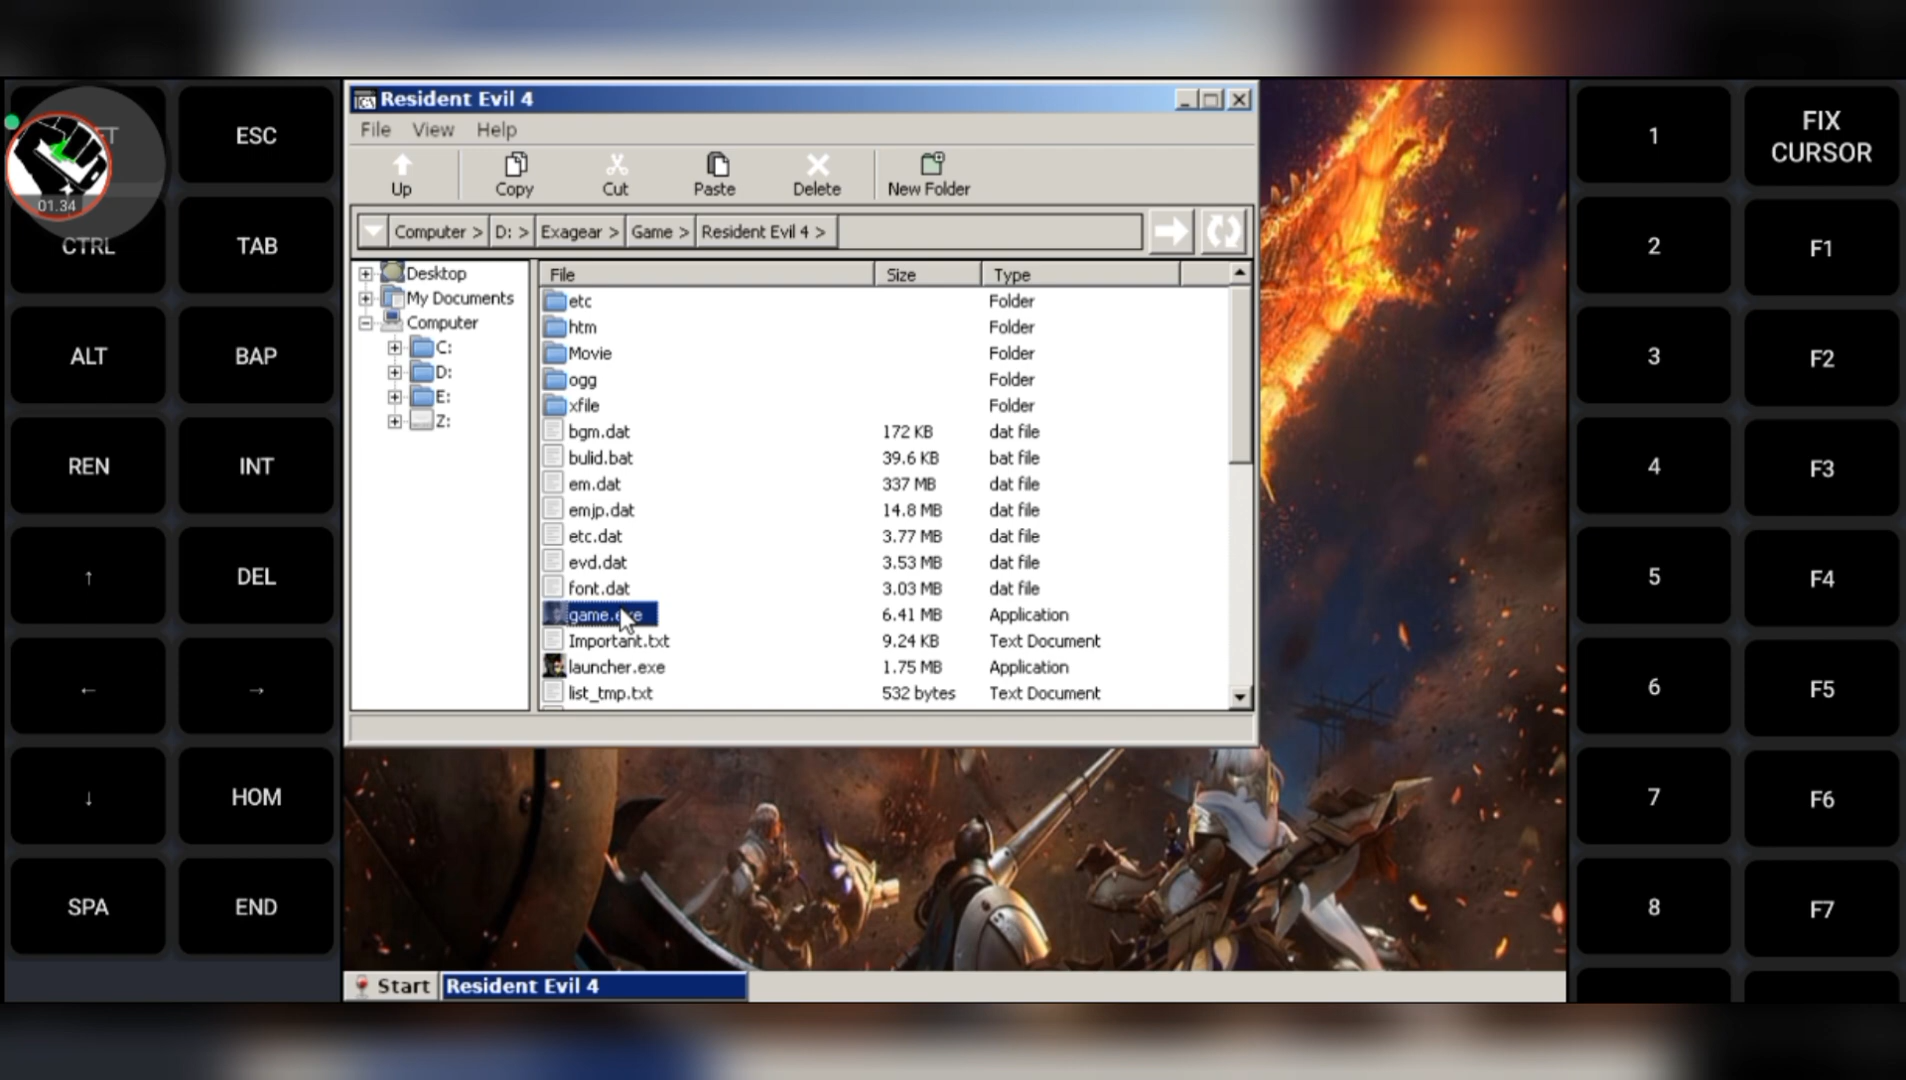 ESC
01.34
CTRL
TAB
ALT
BAP
REN
INT
↑
DEL
←
→
↓
HOM
SPA
END
Resident Evil 4
File View Help
Up Copy Cut Paste Delete New Folder
Computer > D: > Exagear > Game > Resident Evil 4 >
Desktop
My Documents
Computer
C:
D:
E:
Z:
File Size Type
etc Folder
htm Folder
Movie Folder
ogg Folder
xfile Folder
bgm.dat 172 KB dat file
bulid.bat 39.6 KB bat file
em.dat 337 MB dat file
emjp.dat 14.8 MB dat file
etc.dat 3.77 MB dat file
evd.dat 3.53 MB dat file
font.dat 3.03 MB dat file
game.exe 6.41 MB Application
Important.txt 9.24 KB Text Document
launcher.exe 1.75 MB Application
list_tmp.txt 532 bytes Text Document
Start Resident Evil 4
1
FIX
CURSOR
2
F1
3
F2
4
F3
5
F4
6
F5
7
F6
8
F7